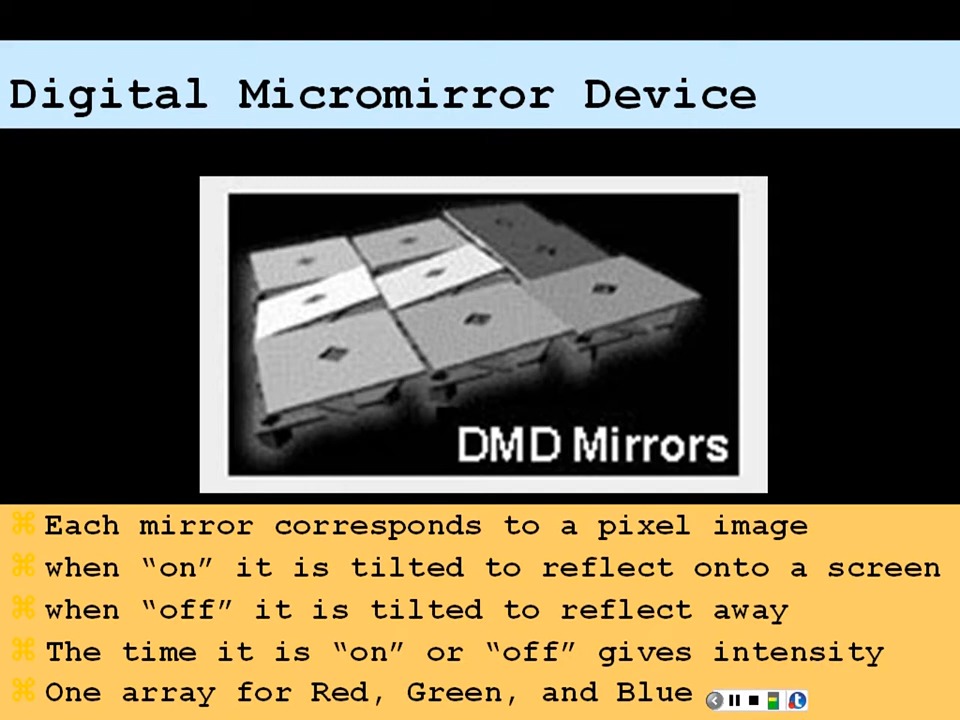 Digital Micromirror Device
DMD Mirrors
Each mirror corresponds to a pixel image
when “on” it is tilted to reflect onto a screen
when “off” it is tilted to reflect away
The time it is “on” or “off” gives intensity
One array for Red, Green, and Blue